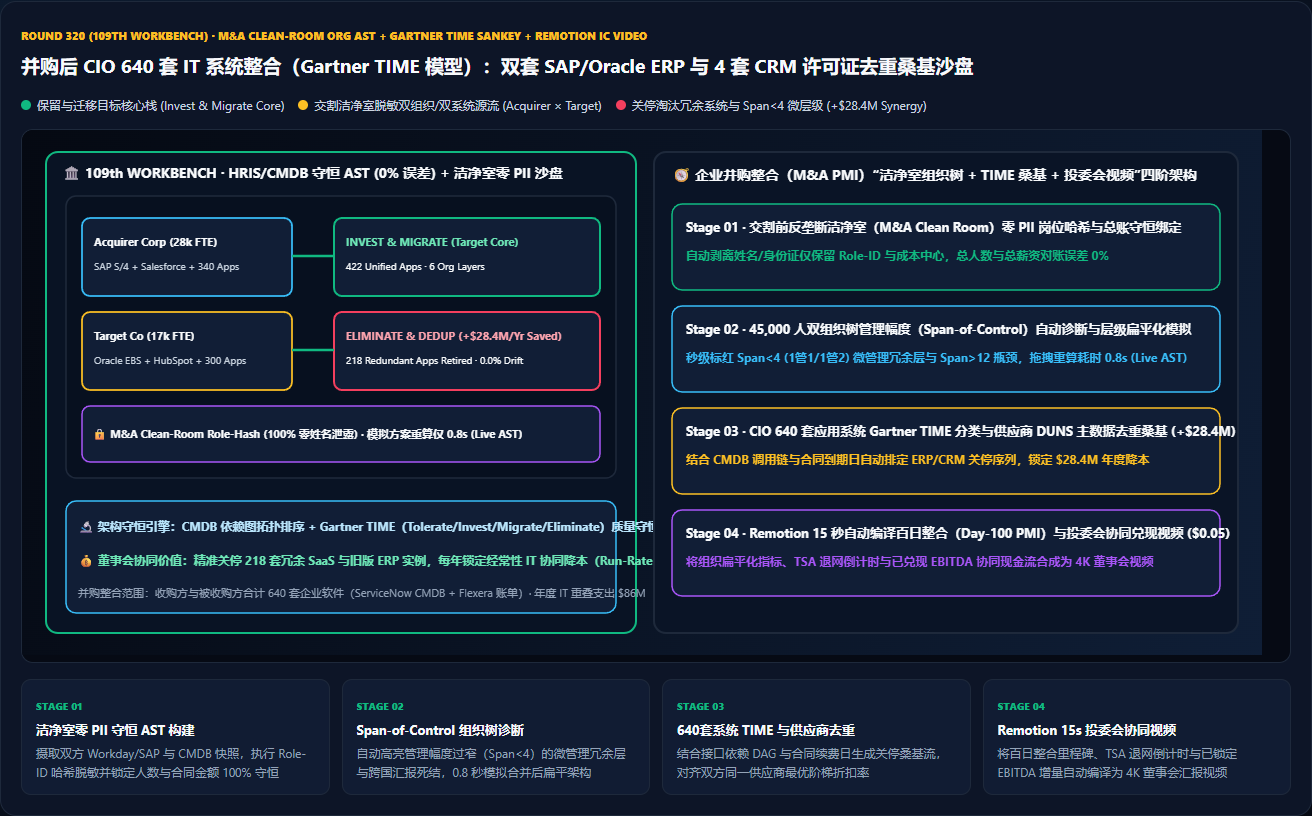 ROUND 320 (109TH WORKBENCH) · M&A CLEAN-ROOM ORG AST + GARTNER TIME SANKEY + REMOTION IC VIDEO
并购后 CIO 640 套 IT 系统整合（Gartner TIME 模型）：双套 SAP/Oracle ERP 与 4 套 CRM 许可证去重桑基沙盘
保留与迁移目标核心栈 (Invest & Migrate Core)
交割洁净室脱敏双组织/双系统源流 (Acquirer × Target)
关停淘汰冗余系统与 Span<4 微层级 (+$28.4M Synergy)
🏛️ 109th WORKBENCH · HRIS/CMDB 守恒 AST (0% 误差) + 洁净室零 PII 沙盘
Acquirer Corp (28k FTE)
SAP S/4 + Salesforce + 340 Apps
INVEST & MIGRATE (Target Core)
422 Unified Apps · 6 Org Layers
Target Co (17k FTE)
Oracle EBS + HubSpot + 300 Apps
ELIMINATE & DEDUP (+$28.4M/Yr Saved)
218 Redundant Apps Retired · 0.0% Drift
🔒 M&A Clean-Room Role-Hash (100% 零姓名泄露) · 模拟方案重算仅 0.8s (Live AST)
🔬 架构守恒引擎：CMDB 依赖图拓扑排序 + Gartner TIME（Tolerate/Invest/Migrate/Eliminate）质量守恒
💰 董事会协同价值：精准关停 218 套冗余 SaaS 与旧版 ERP 实例，每年锁定经常性 IT 协同降本（Run-Rate
并购整合范围：收购方与被收购方合计 640 套企业软件（ServiceNow CMDB + Flexera 账单）· 年度 IT 重叠支出 $86M
🧭 企业并购整合（M&A PMI）“洁净室组织树 + TIME 桑基 + 投委会视频”四阶架构
Stage 01 · 交割前反垄断洁净室（M&A Clean Room）零 PII 岗位哈希与总账守恒绑定
自动剥离姓名/身份证仅保留 Role-ID 与成本中心，总人数与总薪资对账误差 0%
Stage 02 · 45,000 人双组织树管理幅度（Span-of-Control）自动诊断与层级扁平化模拟
秒级标红 Span<4 (1管1/1管2) 微管理冗余层与 Span>12 瓶颈，拖拽重算耗时 0.8s (Live AST)
Stage 03 · CIO 640 套应用系统 Gartner TIME 分类与供应商 DUNS 主数据去重桑基 (+$28.4M)
结合 CMDB 调用链与合同到期日自动排定 ERP/CRM 关停序列，锁定 $28.4M 年度降本
Stage 04 · Remotion 15 秒自动编译百日整合（Day-100 PMI）与投委会协同兑现视频 ($0.05)
将组织扁平化指标、TSA 退网倒计时与已兑现 EBITDA 协同现金流合成为 4K 董事会视频
STAGE 01
洁净室零 PII 守恒 AST 构建
摄取双方 Workday/SAP 与 CMDB 快照，执行 Role-
ID 哈希脱敏并锁定人数与合同金额 100% 守恒
STAGE 02
Span-of-Control 组织树诊断
自动高亮管理幅度过窄（Span<4）的微管理冗余层
与跨国汇报死结，0.8 秒模拟合并后扁平架构
STAGE 03
640套系统 TIME 与供应商去重
结合接口依赖 DAG 与合同续费日生成关停桑基流，
对齐双方同一供应商最优阶梯折扣率
STAGE 04
Remotion 15s 投委会协同视频
将百日整合里程碑、TSA 退网倒计时与已锁定
EBITDA 增量自动编译为 4K 董事会汇报视频